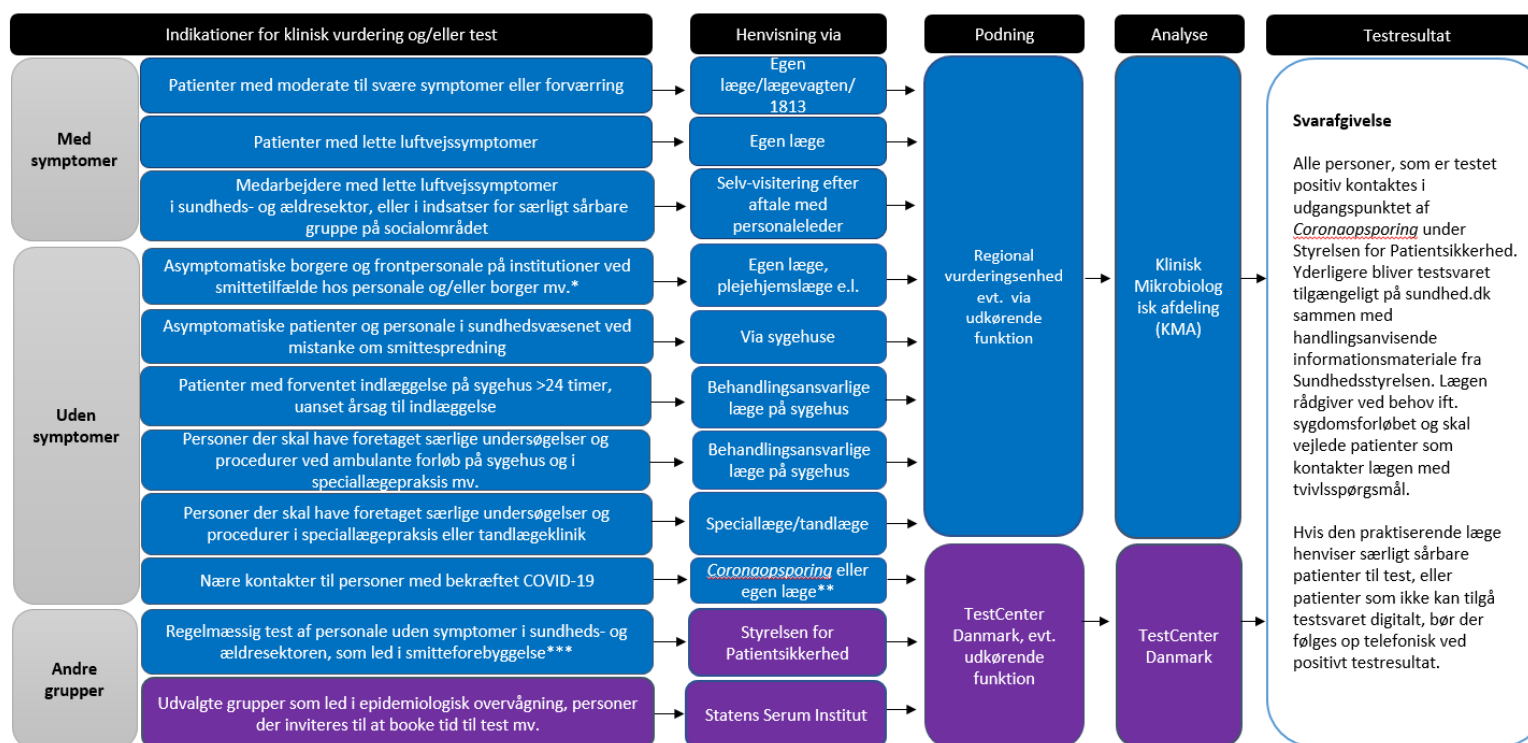 Indikationer for klinisk vurdering og/eller test
Henvisning via
Podning
Analyse
Testresultat
Med
symptomer
Patienter med moderate til svære symptomer eller forværring
Egen
læge/lægevagten/
1813
Patienter med lette luftvejssymptomer
Egen læge
Medarbejdere med lette luftvejssymptomer
i sundheds- og ældresektor, eller i indsatser for særligt sårbare
gruppe på socialområdet
Selv-visitering efter
aftale med
personaleleder
Uden
symptomer
Asymptomatiske borgere og frontpersonale på institutioner ved
smittetilfælde hos personale og/eller borger mv.*
Egen læge,
plejehjemslæge e.l.
Asymptomatiske patienter og personale i sundhedsvæsenet ved
mistanke om smittespredning
Via sygehuse
Patienter med forventet indlæggelse på sygehus >24 timer,
uanset årsag til indlæggelse
Behandlingsansvarlige
læge på sygehus
Personer der skal have foretaget særlige undersøgelser og
procedurer ved ambulante forløb på sygehus og i
speciallægepraksis mv.
Behandlingsansvarlige
læge på sygehus
Personer der skal have foretaget særlige undersøgelser og
procedurer i speciallægepraksis eller tandlægeklinik
Speciallæge/tandlæge
Nære kontakter til personer med bekræftet COVID-19
Coronaopsporing eller
egen læge**
Andre
grupper
Regelmæssig test af personale uden symptomer i sundheds- og
ældresektoren, som led i smitteforebyggelse***
Styrelsen for
Patientsikkerhed
Udvalgte grupper som led i epidemiologisk overvågning, personer
der inviteres til at booke tid til test mv.
Statens Serum Institut
Regional
vurderingsenhed
evt. via
udkørende
funktion
TestCenter
Danmark, evt.
udkørende
funktion
Klinisk
Mikrobiolog
isk afdeling
(KMA)
TestCenter
Danmark
Svarafgivelse
Alle personer, som er testet
positiv kontaktes i
udgangspunktet af
Coronaopsporing under
Styrelsen for Patientsikkerhed.
Yderligere bliver testsvaret
tilgængeligt på sundhed.dk
sammen med
handlingsanvisende
informationsmateriale fra
Sundhedsstyrelsen. Lægen
rådgiver ved behov ift.
sygdomsforløbet og skal
vejlede patienter som
kontakter lægen med
tvivlsspørgsmål.
Hvis den praktiserende læge
henviser særligt sårbare
patienter til test, eller
patienter som ikke kan tilgå
testsvaret digitalt, bør der
følges op telefonisk ved
positivt testresultat.